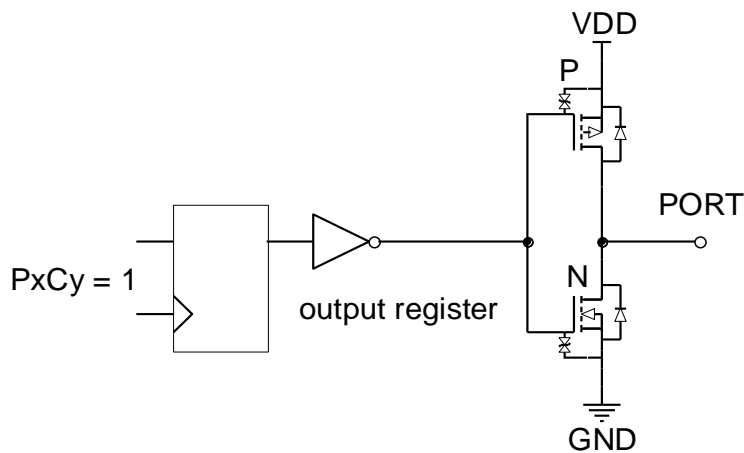 VDD
P
PORT
PxCy = 1
N
output register
GND